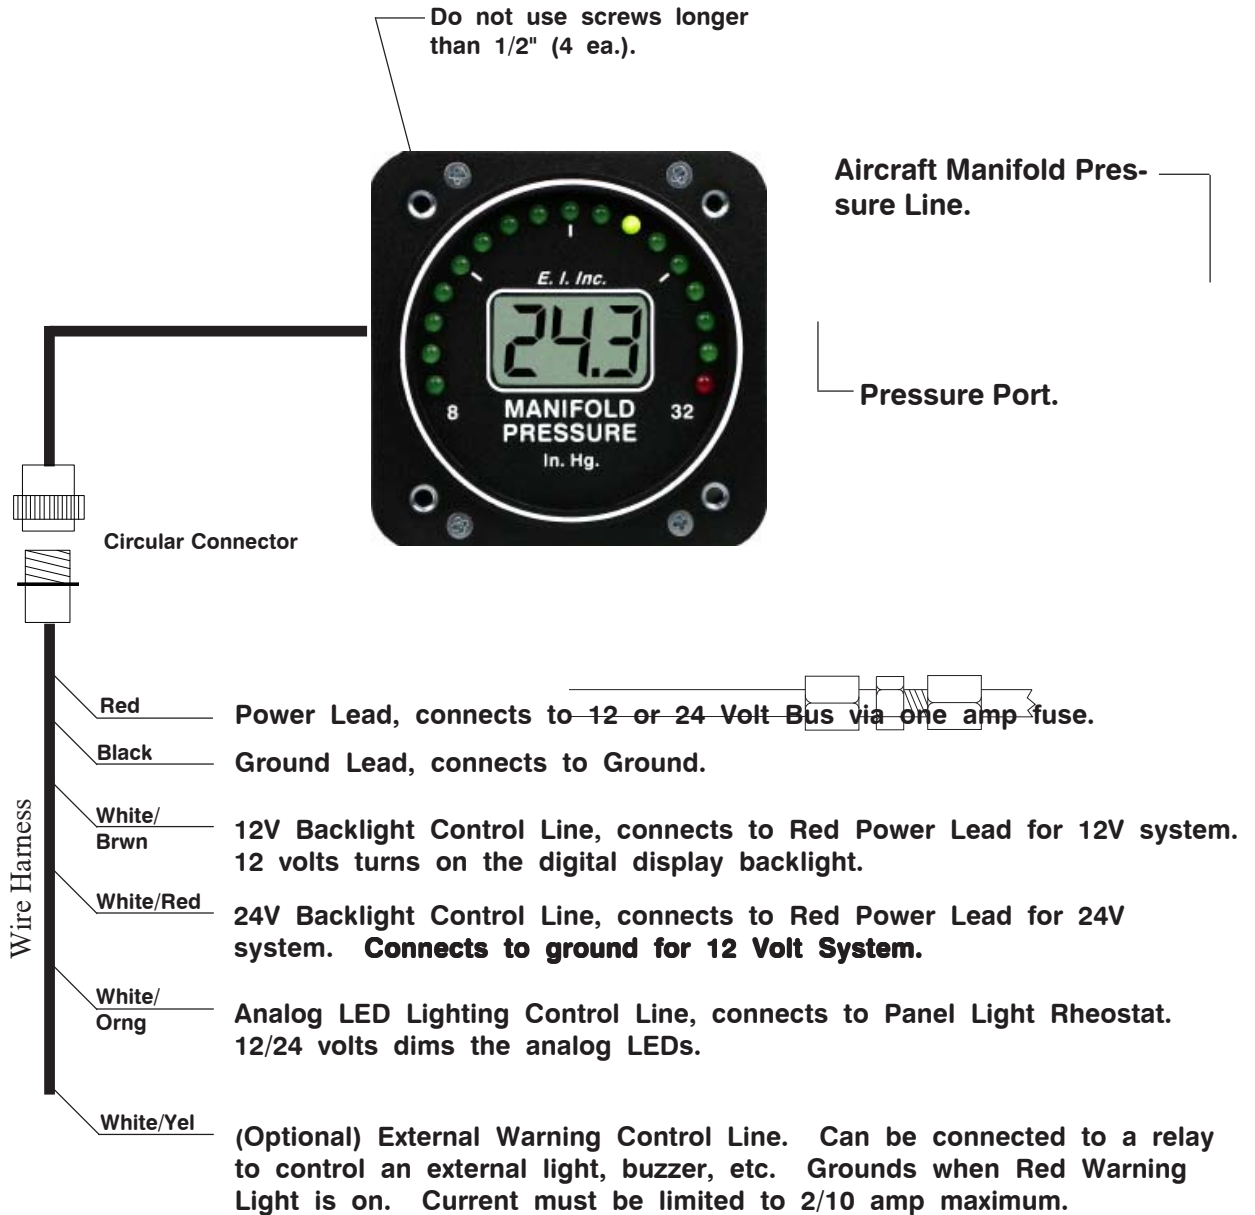 Do not use screws longer
than 1/2" (4 ea.).
Aircraft Manifold Pres-
sure Line.
E. I. Inc.
24.3
8
MANIFOLD
32
PRESSURE
In. Hg.
Pressure Port.
Circular Connector
Wire Harness
Red
Power Lead, connects to 12 or 24 Volt Bus via one amp fuse.
Black
Ground Lead, connects to Ground.
White/
Brwn
12V Backlight Control Line, connects to Red Power Lead for 12V system.
12 volts turns on the digital display backlight.
White/Red
24V Backlight Control Line, connects to Red Power Lead for 24V
system. Connects to ground for 12 Volt System.
White/
Orng
Analog LED Lighting Control Line, connects to Panel Light Rheostat.
12/24 volts dims the analog LEDs.
White/Yel
(Optional) External Warning Control Line. Can be connected to a relay
to control an external light, buzzer, etc. Grounds when Red Warning
Light is on. Current must be limited to 2/10 amp maximum.